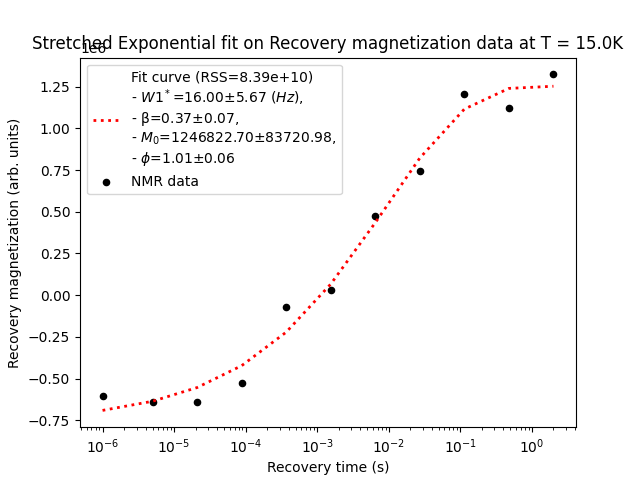 Stretched Exponential fit on Recovery magnetization data at T = 15.0K
1e6
Fit curve (RSS=8.39e+10)
- W1*=16.00±5.67 (Hz),
- β=0.37±0.07,
- M₀=1246822.70±83720.98,
- ϕ=1.01±0.06
NMR data
1.25
1.00
0.75
0.50
0.25
0.00
−0.25
−0.50
−0.75
Recovery magnetization (arb. units)
10⁻⁶ 10⁻⁵ 10⁻⁴ 10⁻³ 10⁻² 10⁻¹ 10⁰
Recovery time (s)